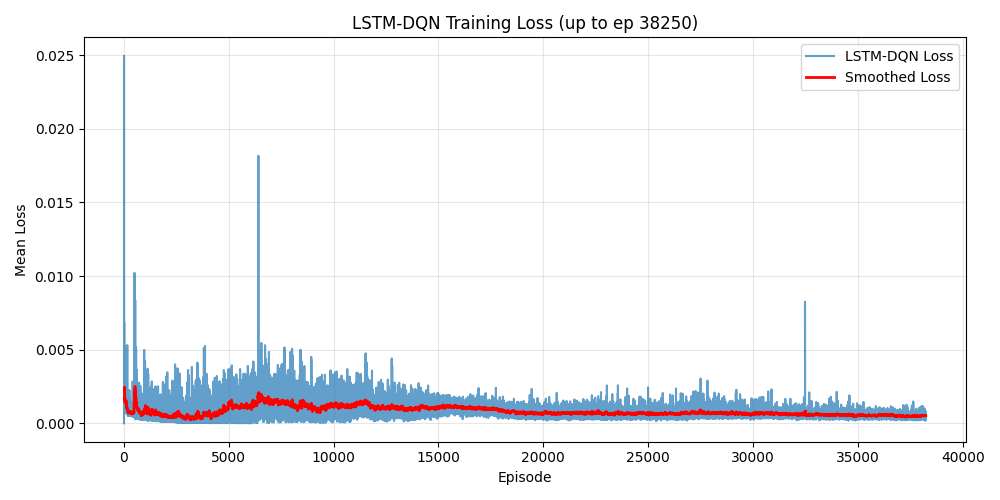 LSTM-DQN Training Loss (up to ep 38250)
LSTM-DQN Loss
Smoothed Loss
0.025
0.020
0.015
0.010
0.005
0.000
Mean Loss
0 5000 10000 15000 20000 25000 30000 35000 40000
Episode